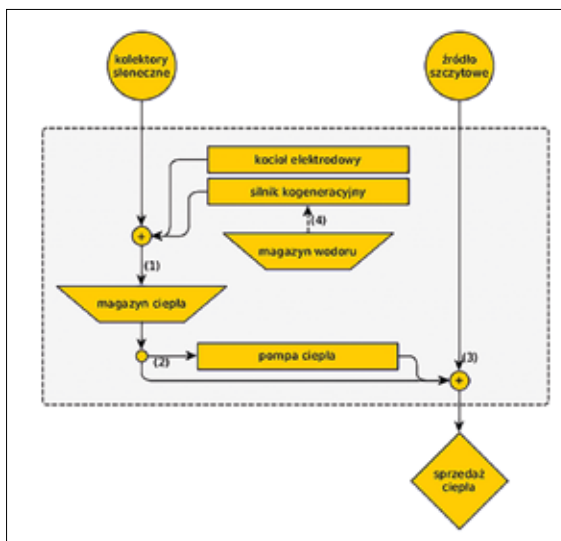 kolektory
słoneczne
źródło
szczytowe
kocioł elektrodowy
silnik kogeneracyjny
(4)
magazyn wodoru
(1)
magazyn ciepła
(2)
pompa ciepła
(3)
sprzedaż
ciepła